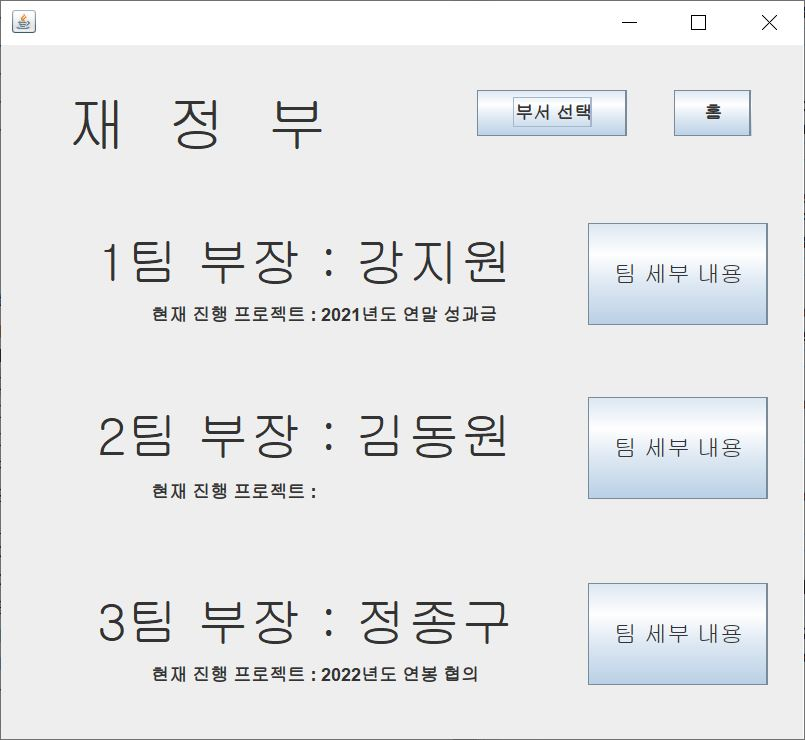 재 정 부
부서 선택
홈
1팀 부장 : 강지원
현재 진행 프로젝트 : 2021년도 연말 성과금
팀 세부 내용
2팀 부장 : 김동원
현재 진행 프로젝트 :
팀 세부 내용
3팀 부장 : 정종구
현재 진행 프로젝트 : 2022년도 연봉 협의
팀 세부 내용